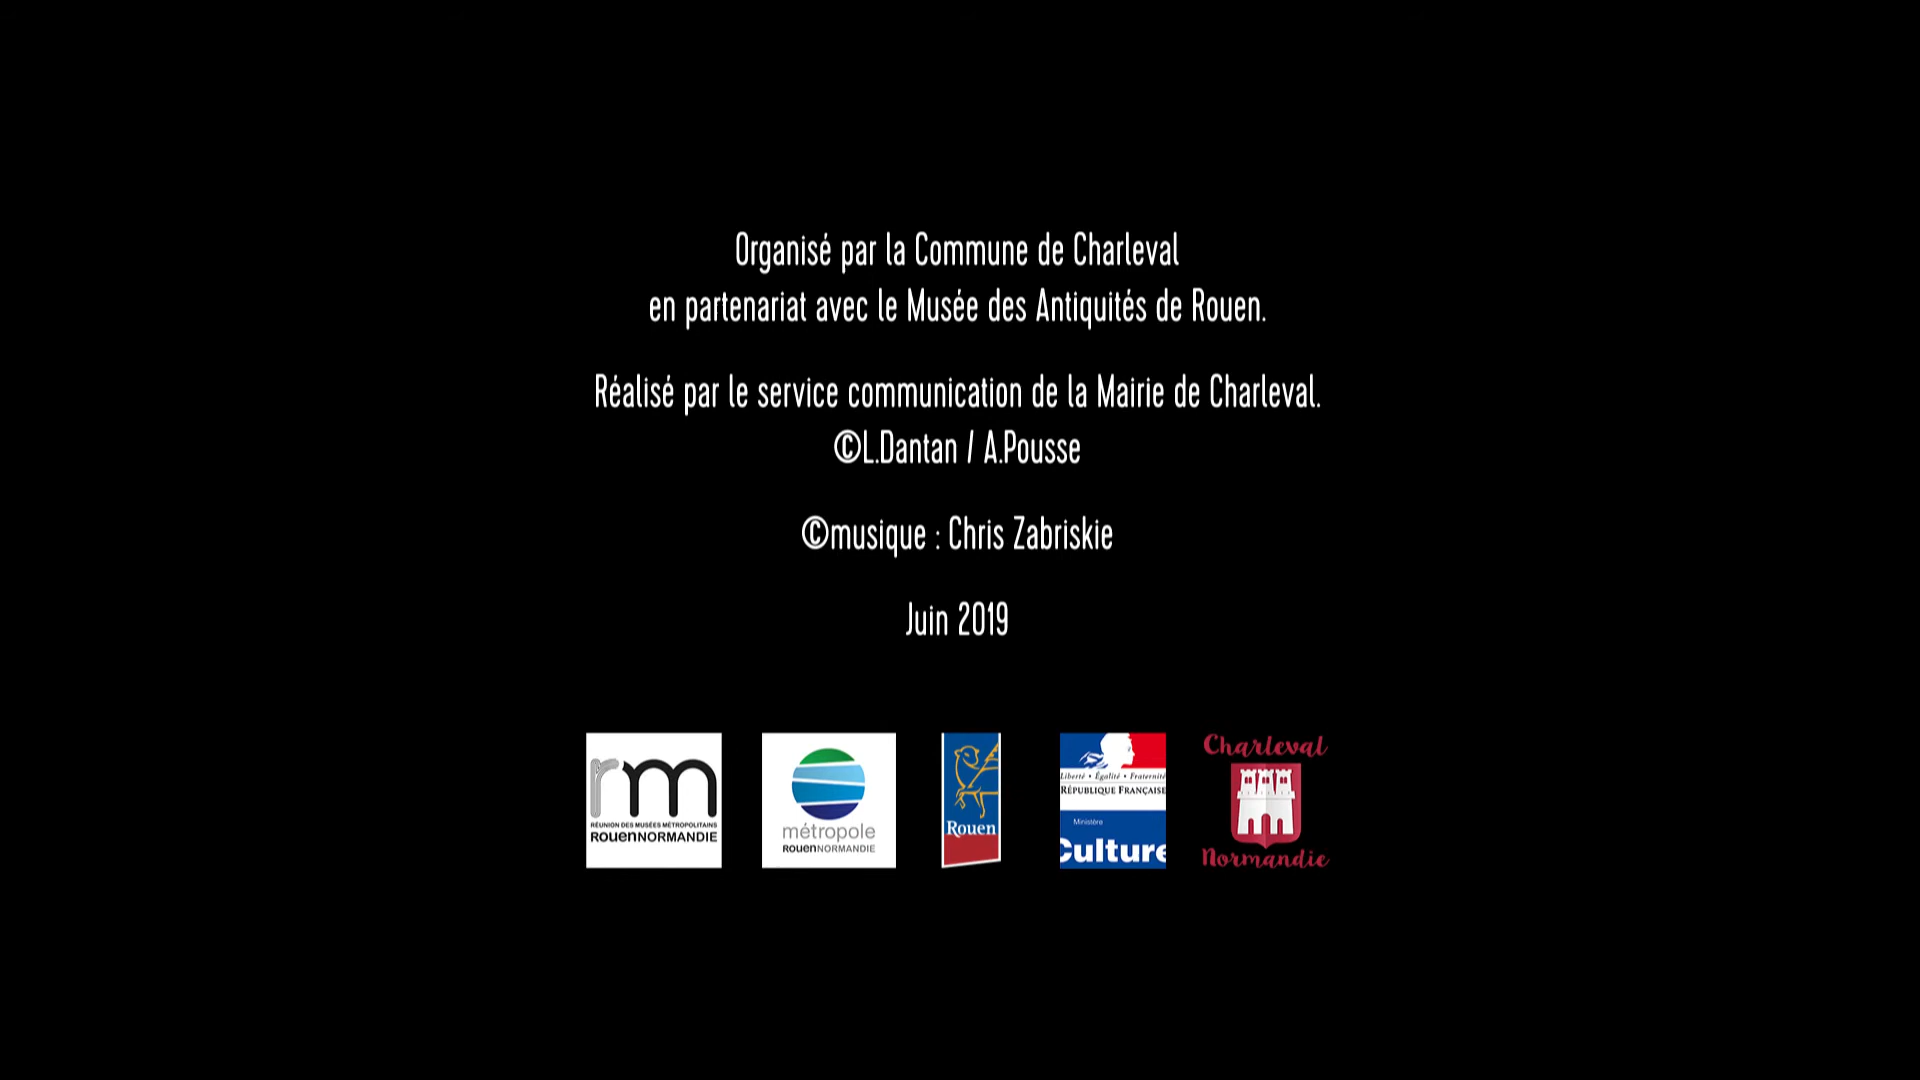 Organisé par la Commune de Charleval
en partenariat avec le Musée des Antiquités de Rouen.
Réalisé par le service communication de la Mairie de Charleval.
©L.Dantan / A.Pousse
©musique : Chris Zabriskie
Juin 2019
rm
RÉUNION DES MUSÉES MÉTROPOLITAINS
ROUENNORMANDIE
métropole
ROUENNORMANDIE
Rouen
Liberté • Égalité • Fraternité
RÉPUBLIQUE FRANÇAISE
Ministère
Culture
Charleval
Normandie